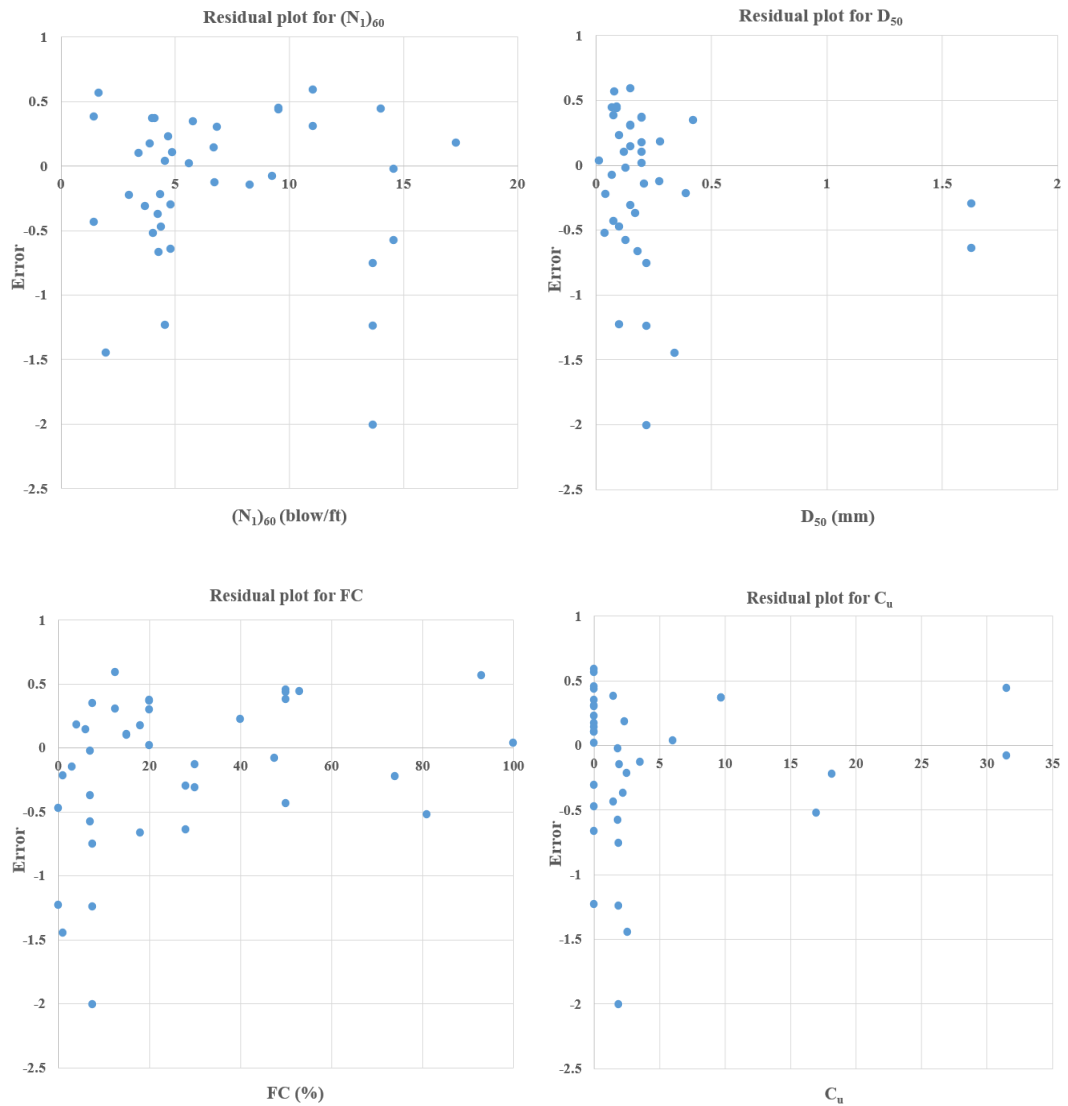 Residual plot for (N₁)₆₀
1
0.5
0
-0.5
-1
-1.5
-2
-2.5
0 5 10 15 20
Error
(N₁)₆₀ (blow/ft)
Residual plot for D₅₀
1
0.5
0
-0.5
-1
-1.5
-2
-2.5
0 0.5 1 1.5 2
Error
D₅₀ (mm)
Residual plot for FC
1
0.5
0
-0.5
-1
-1.5
-2
-2.5
0 20 40 60 80 100
Error
FC (%)
Residual plot for Cᵤ
1
0.5
0
-0.5
-1
-1.5
-2
-2.5
0 5 10 15 20 25 30 35
Error
Cᵤ